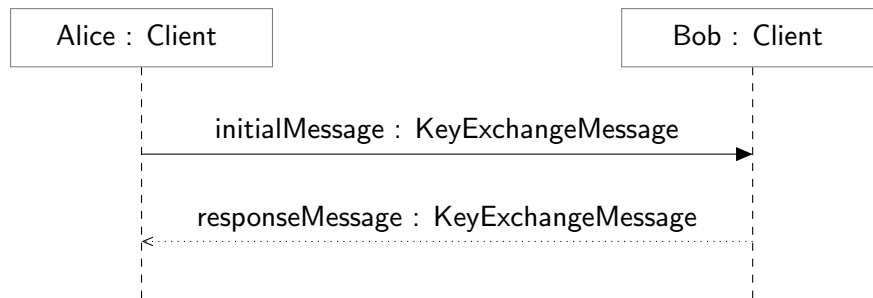 Alice : Client
Bob : Client
initialMessage : KeyExchangeMessage
responseMessage : KeyExchangeMessage